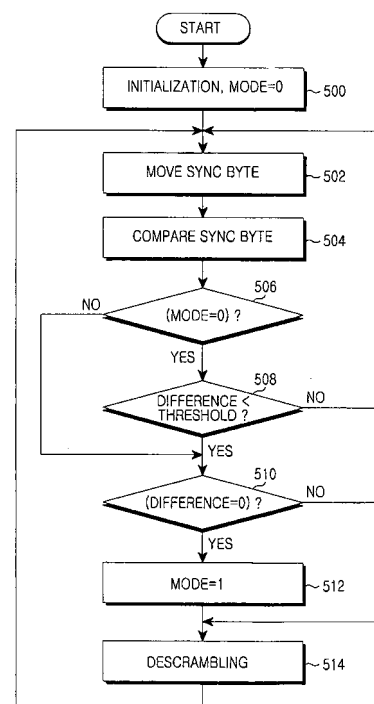 START
INITIALIZATION, MODE=0
500
MOVE SYNC BYTE
502
COMPARE SYNC BYTE
504
506
NO
(MODE=0) ?
YES
508
DIFFERENCE <
THRESHOLD ?
NO
YES
510
(DIFFERENCE=0) ?
NO
YES
MODE=1
512
DESCRAMBLING
514